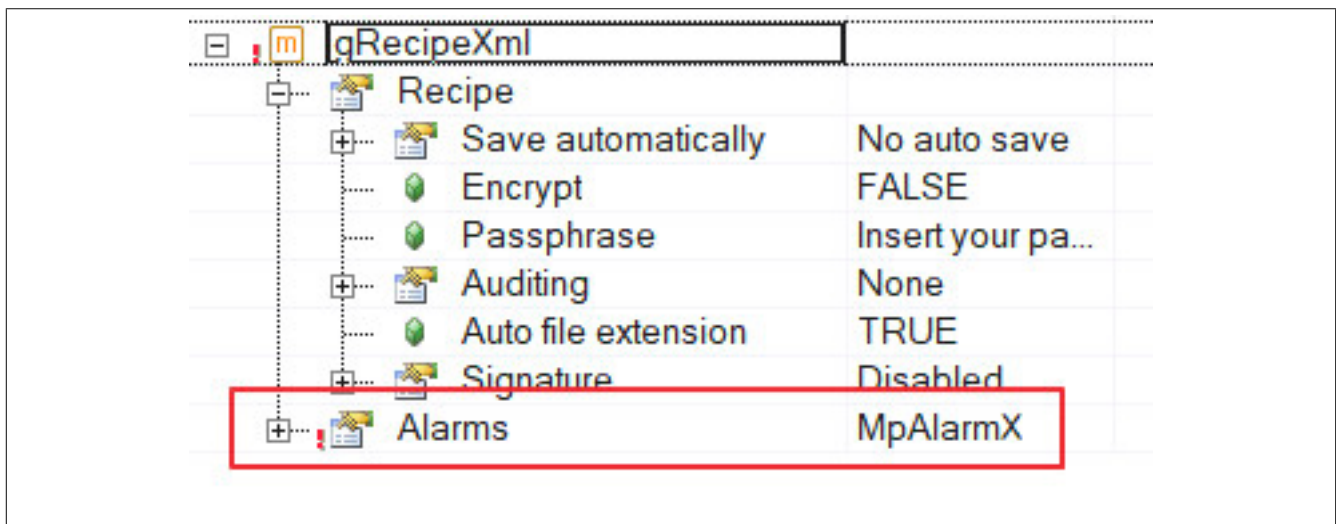 m gRecipeXml
Recipe
Save automatically No auto save
Encrypt FALSE
Passphrase Insert your pa...
Auditing None
Auto file extension TRUE
Signature Disabled
! Alarms MpAlarmX